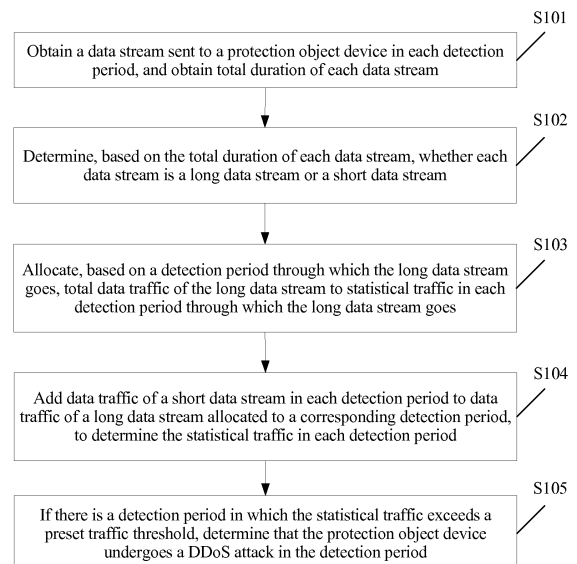 S101
Obtain a data stream sent to a protection object device in each detection
period, and obtain total duration of each data stream
S102
Determine, based on the total duration of each data stream, whether each
data stream is a long data stream or a short data stream
S103
Allocate, based on a detection period through which the long data stream
goes, total data traffic of the long data stream to statistical traffic in each
detection period through which the long data stream goes
S104
Add data traffic of a short data stream in each detection period to data
traffic of a long data stream allocated to a corresponding detection period,
to determine the statistical traffic in each detection period
S105
If there is a detection period in which the statistical traffic exceeds a
preset traffic threshold, determine that the protection object device
undergoes a DDoS attack in the detection period